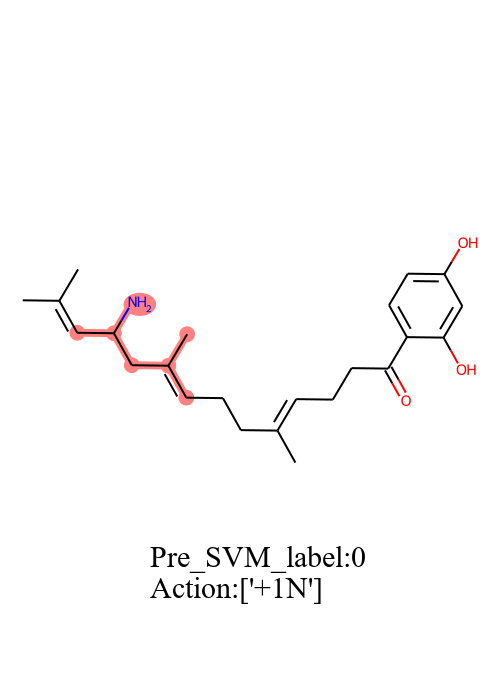 OH
NH2
OH
O
Pre_SVM_label:0
Action:['+1N']